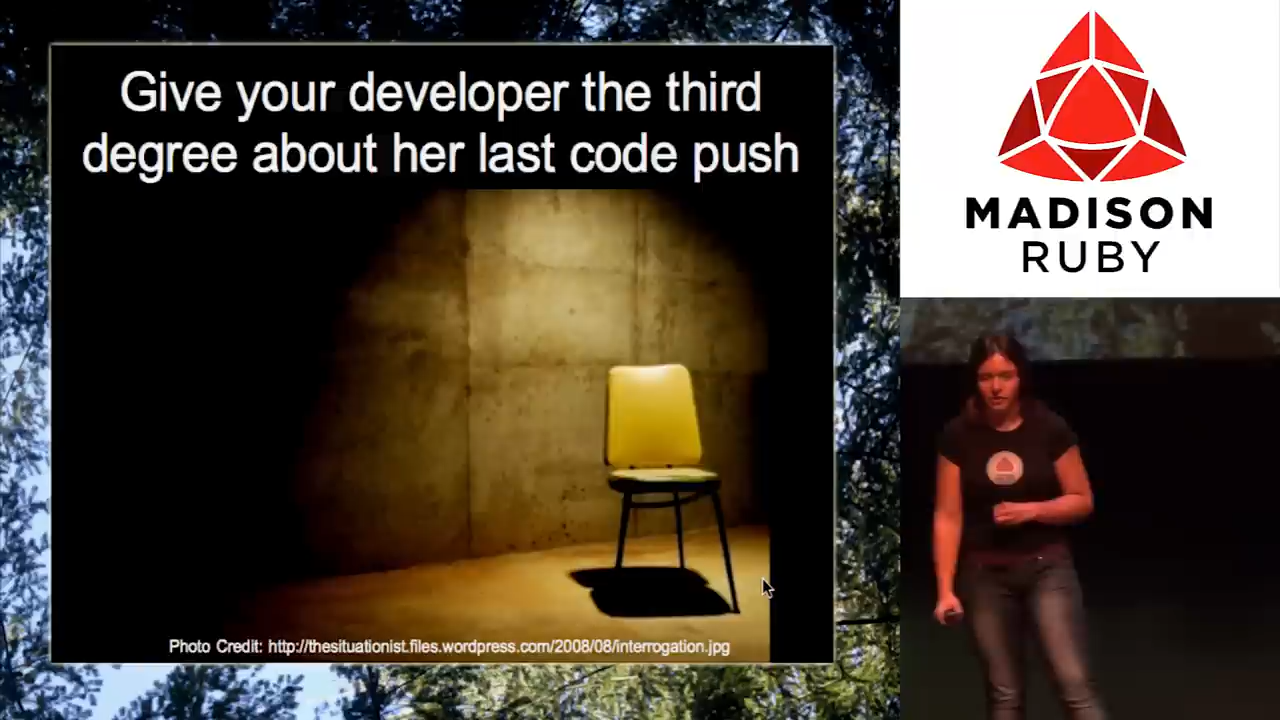 Give your developer the third
degree about her last code push
Photo Credit: http://thesituationist.files.wordpress.com/2008/08/interrogation.jpg
MADISON
RUBY